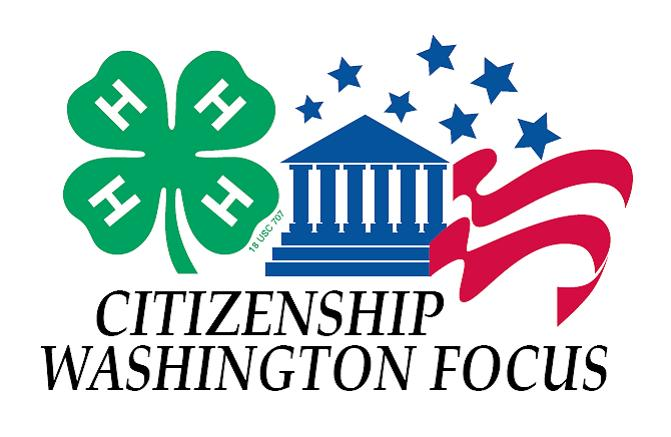 H H
H H
18 USC 707
CITIZENSHIP
WASHINGTON FOCUS